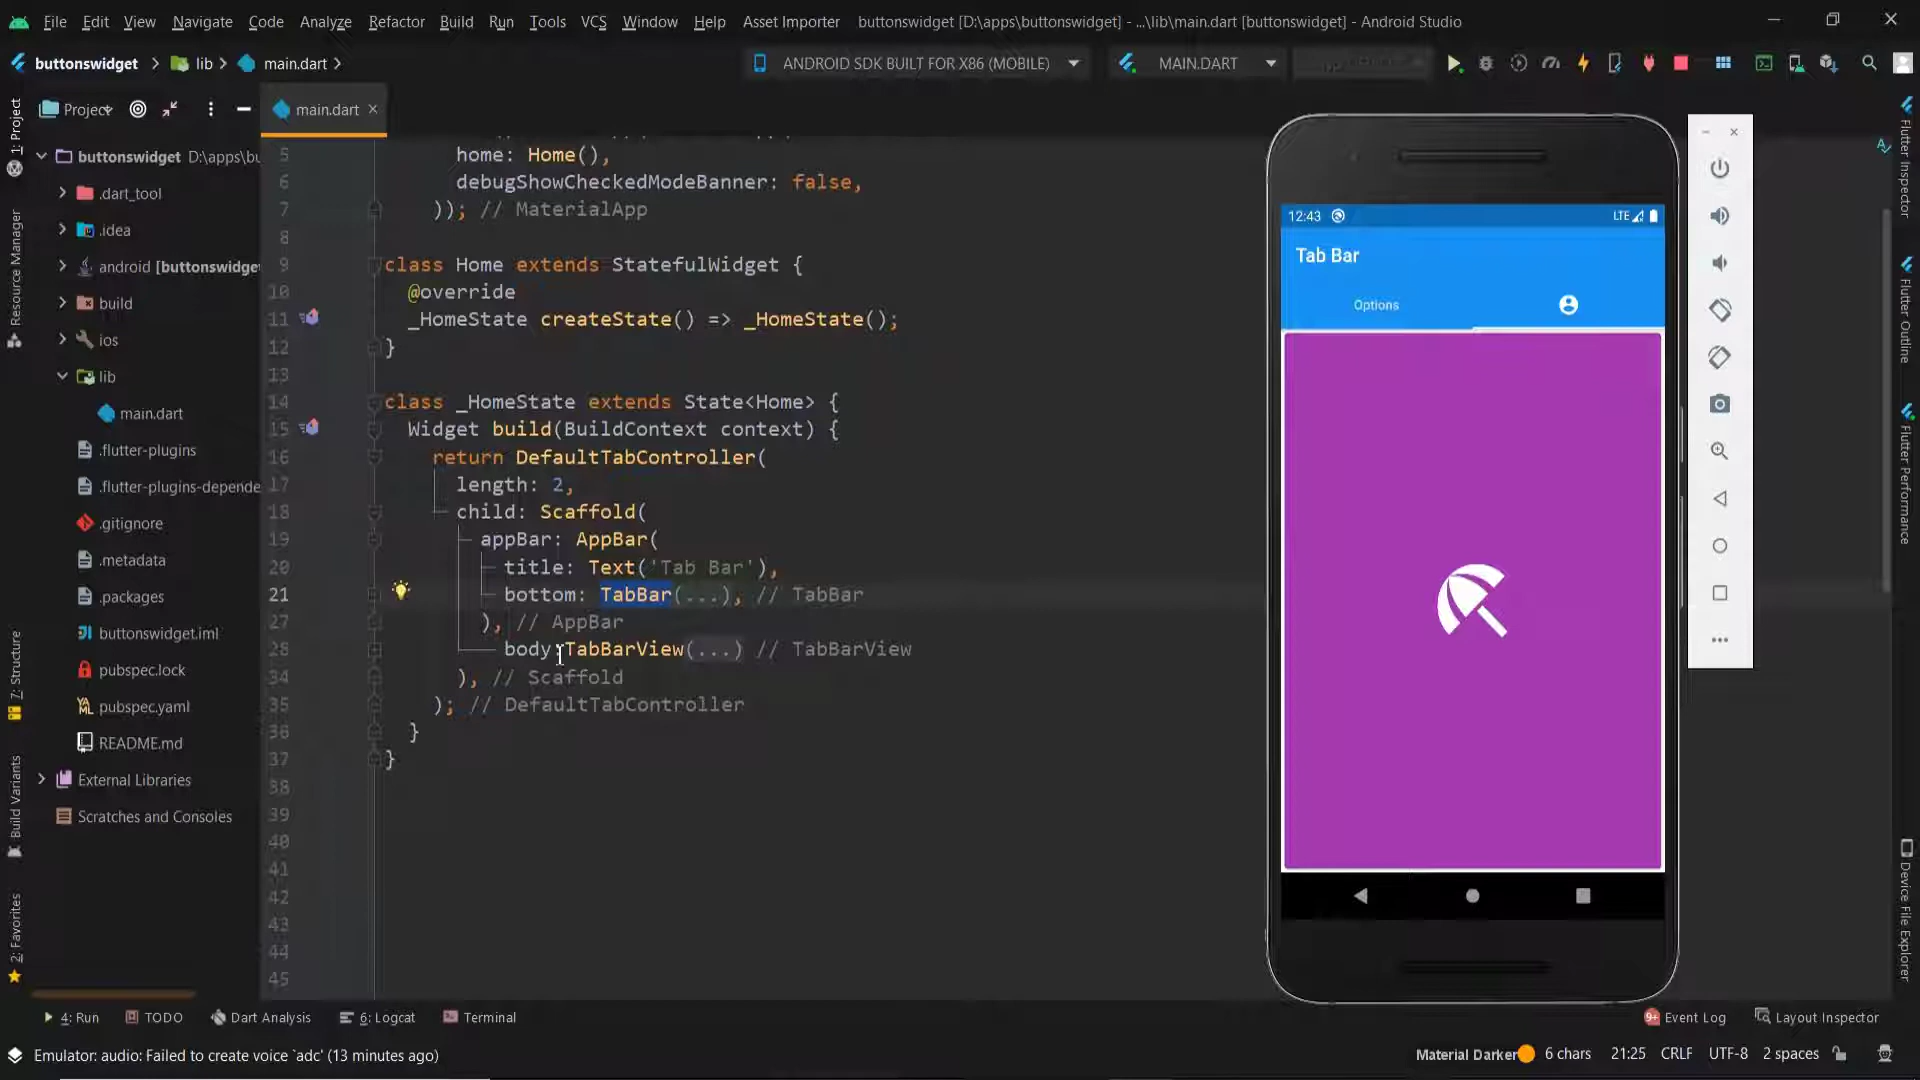 File Edit View Navigate Code Analyze Refactor Build Run Tools VCS Window Help Asset Importer buttonswidget [D:\apps\buttonswidget] - ...\lib\main.dart [buttonswidget] - Android Studio
buttonswidget lib main.dart ANDROID SDK BUILT FOR X86 (MOBILE) MAIN.DART
1: Project
Resource Manager
7: Structure
Build Variants
2: Favorites
Project
buttonswidget D:\apps\bu
.dart_tool
.idea
android [buttonswidge
build
ios
lib
main.dart
.flutter-plugins
.flutter-plugins-depende
.gitignore
.metadata
.packages
buttonswidget.iml
pubspec.lock
pubspec.yaml
README.md
External Libraries
Scratches and Consoles
main.dart
5 home: Home(),
6 debugShowCheckedModeBanner: false,
7 )); // MaterialApp
8
9 class Home extends StatefulWidget {
10 @override
11 _HomeState createState() => _HomeState();
12 }
13
14 class _HomeState extends State<Home> {
15 Widget build(BuildContext context) {
16 return DefaultTabController(
17 length: 2,
18 child: Scaffold(
19 appBar: AppBar(
20 title: Text('Tab Bar'),
21 bottom: TabBar(...), // TabBar
27 ), // AppBar
28 body:TabBarView(...) // TabBarView
34 ), // Scaffold
35 ); // DefaultTabController
36 }
37 }
38
39
40
41
42
43
44
45
12:43 LTE
Tab Bar
Options
Flutter Inspector
Flutter Outline
Flutter Performance
Device File Explorer
4: Run TODO Dart Analysis 6: Logcat Terminal 9+ Event Log Layout Inspector
Emulator: audio: Failed to create voice `adc' (13 minutes ago) Material Darker 6 chars 21:25 CRLF UTF-8 2 spaces